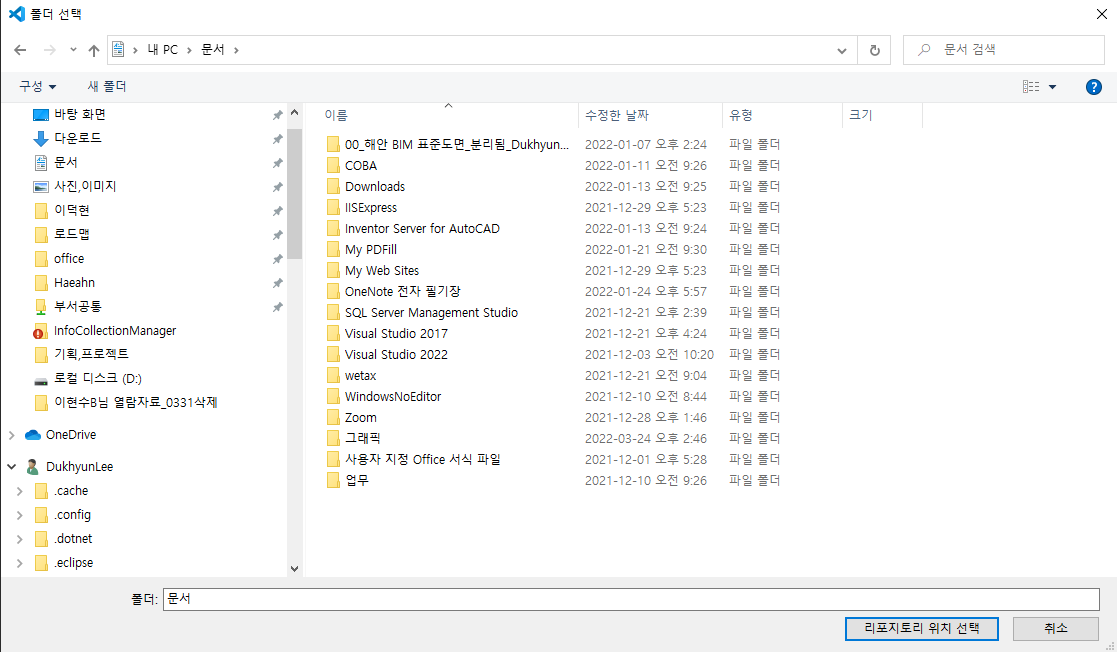 폴더 선택
내 PC > 문서 >
문서 검색
구성
새 폴더
바탕 화면
다운로드
문서
사진,이미지
이덕현
로드맵
office
Haeahn
부서공통
InfoCollectionManager
기획,프로젝트
로컬 디스크 (D:)
이현수B님 열람자료_0331삭제
OneDrive
DukhyunLee
.cache
.config
.dotnet
.eclipse
이름 수정한 날짜 유형 크기
00_해안 BIM 표준도면_분리됨_Dukhyun... 2022-01-07 오후 2:24 파일 폴더
COBA 2022-01-11 오전 9:26 파일 폴더
Downloads 2022-01-13 오전 9:25 파일 폴더
IISExpress 2021-12-29 오후 5:23 파일 폴더
Inventor Server for AutoCAD 2022-01-13 오전 9:24 파일 폴더
My PDFill 2022-01-21 오전 9:30 파일 폴더
My Web Sites 2021-12-29 오후 5:23 파일 폴더
OneNote 전자 필기장 2022-01-24 오후 5:57 파일 폴더
SQL Server Management Studio 2021-12-21 오후 2:39 파일 폴더
Visual Studio 2017 2021-12-21 오후 4:24 파일 폴더
Visual Studio 2022 2021-12-03 오전 10:20 파일 폴더
wetax 2021-12-21 오전 9:04 파일 폴더
WindowsNoEditor 2021-12-10 오전 8:44 파일 폴더
Zoom 2021-12-28 오후 1:46 파일 폴더
그래픽 2022-03-24 오후 2:46 파일 폴더
사용자 지정 Office 서식 파일 2021-12-01 오후 5:28 파일 폴더
업무 2021-12-10 오전 9:26 파일 폴더
폴더: 문서
리포지토리 위치 선택
취소